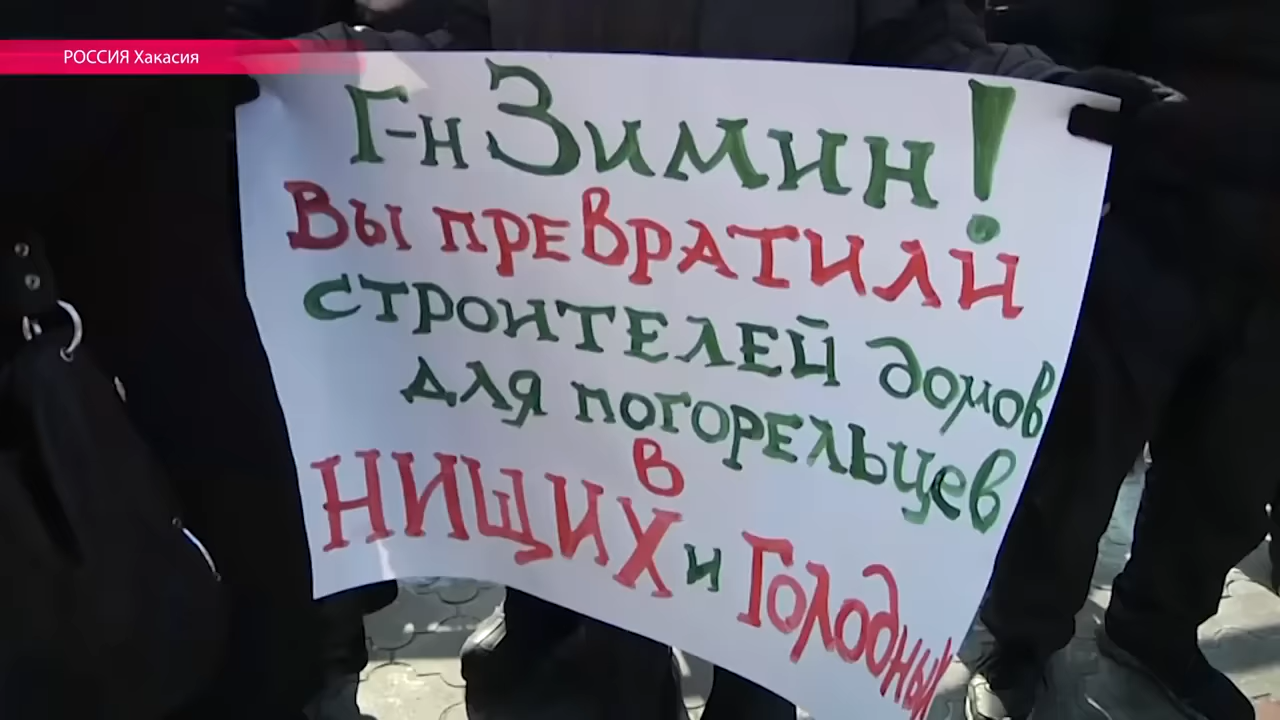 РОССИЯ Хакасия
Г-н Зимин!
Вы превратили
строителей домов
для погорельцев
в
нищих и голодных